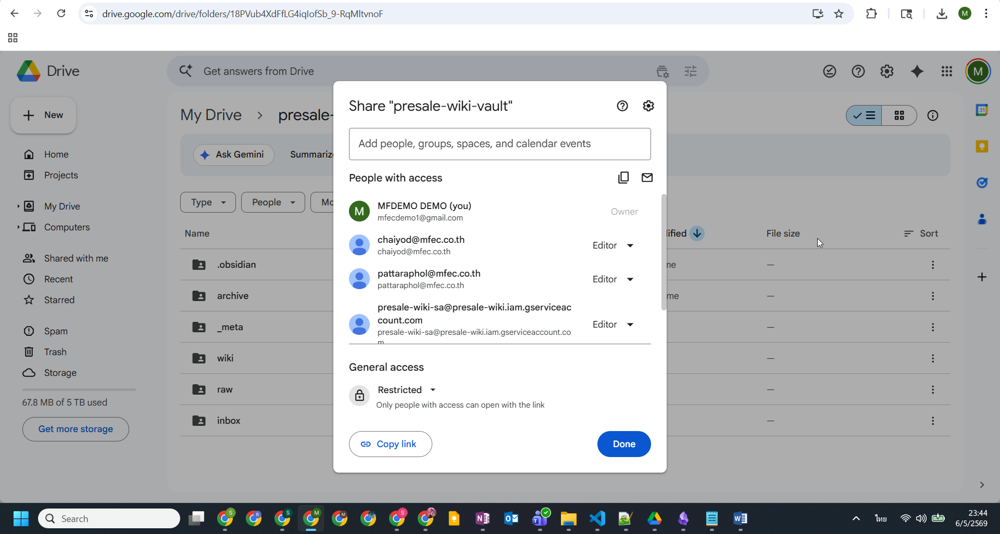 drive.google.com/drive/folders/18PVub4XdFfLG4iqIofSb_9-RqMltvnoF
M
Drive
Get answers from Drive
M
New
Home
Projects
My Drive
Computers
Shared with me
Recent
Starred
Spam
Trash
Storage
67.8 MB of 5 TB used
Get more storage
My Drive
presale-
Ask Gemini
Summarize
Type
People
Mo
Name
ified
File size
Sort
.obsidian
me
—
archive
me
—
_meta
—
wiki
—
raw
—
inbox
—
31
Share "presale-wiki-vault"
Add people, groups, spaces, and calendar events
People with access
M
MFDEMO DEMO (you)
mfecdemo1@gmail.com
Owner
chaiyod@mfec.co.th
chaiyod@mfec.co.th
Editor
pattaraphol@mfec.co.th
pattaraphol@mfec.co.th
Editor
presale-wiki-sa@presale-wiki.iam.gserviceac
count.com
presale-wiki-sa@presale-wiki.iam.gserviceaccount.co
m
Editor
General access
Restricted
Only people with access can open with the link
Copy link
Done
Search
S
B
S
M
M
S
N
T
W
ไทย
23:44
6/5/2569